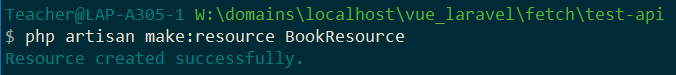 Teacher@LAP-A305-1 W:\domains\localhost\vue_laravel\fetch\test-api
$ php artisan make:resource BookResource
Resource created successfully.